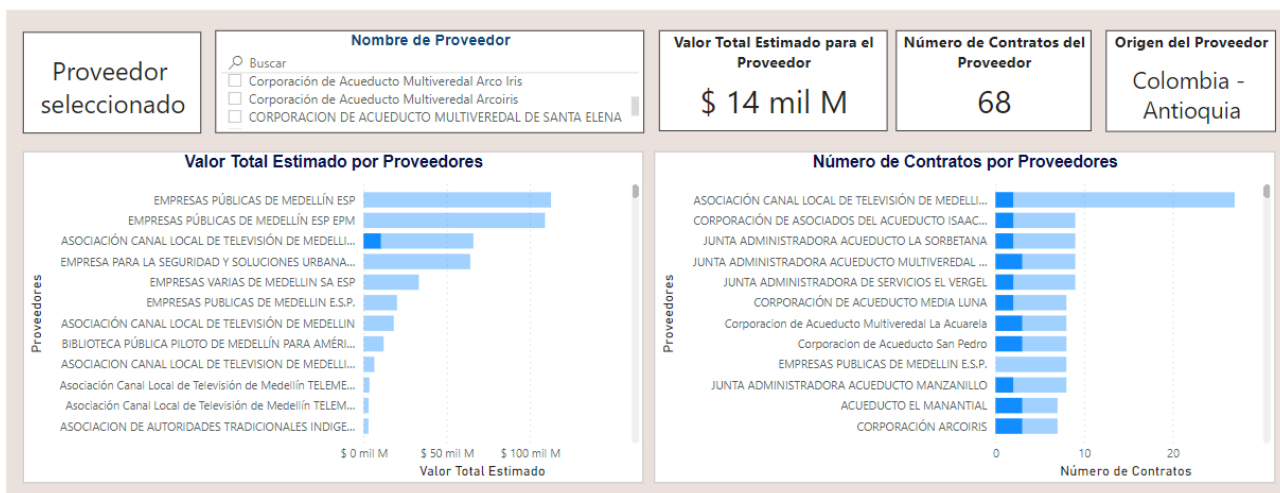 Proveedor
seleccionado
Nombre de Proveedor
Buscar
Corporación de Acueducto Multiveredal Arco Iris
Corporación de Acueducto Multiveredal Arcoiris
CORPORACION DE ACUEDUCTO MULTIVEREDAL DE SANTA ELENA
Valor Total Estimado para el
Proveedor
$ 14 mil M
Número de Contratos del
Proveedor
68
Origen del Proveedor
Colombia -
Antioquia
Valor Total Estimado por Proveedores
Proveedores
EMPRESAS PÚBLICAS DE MEDELLÍN ESP
EMPRESAS PÚBLICAS DE MEDELLÍN ESP EPM
ASOCIACIÓN CANAL LOCAL DE TELEVISIÓN DE MEDELLI...
EMPRESA PARA LA SEGURIDAD Y SOLUCIONES URBANA...
EMPRESAS VARIAS DE MEDELLIN SA ESP
EMPRESAS PUBLICAS DE MEDELLIN E.S.P.
ASOCIACIÓN CANAL LOCAL DE TELEVISIÓN DE MEDELLIN
BIBLIOTECA PÚBLICA PILOTO DE MEDELLÍN PARA AMÉRI...
ASOCIACION CANAL LOCAL DE TELEVISION DE MEDELLI...
Asociación Canal Local de Televisión de Medellín TELEME...
Asociación Canal Local de Televisión de Medellín TELEM...
ASOCIACION DE AUTORIDADES TRADICIONALES INDIGE...
$ 0 mil M $ 50 mil M $ 100 mil M
Valor Total Estimado
Número de Contratos por Proveedores
Proveedores
ASOCIACIÓN CANAL LOCAL DE TELEVISIÓN DE MEDELLI...
CORPORACIÓN DE ASOCIADOS DEL ACUEDUCTO ISAAC...
JUNTA ADMINISTRADORA ACUEDUCTO LA SORBETANA
JUNTA ADMINISTRADORA ACUEDUCTO MULTIVEREDAL ...
JUNTA ADMINISTRADORA DE SERVICIOS EL VERGEL
CORPORACIÓN DE ACUEDUCTO MEDIA LUNA
Corporacion de Acueducto Multiveredal La Acuarela
Corporacion de Acueducto San Pedro
EMPRESAS PUBLICAS DE MEDELLIN E.S.P.
JUNTA ADMINISTRADORA ACUEDUCTO MANZANILLO
ACUEDUCTO EL MANANTIAL
CORPORACIÓN ARCOIRIS
0 10 20
Número de Contratos